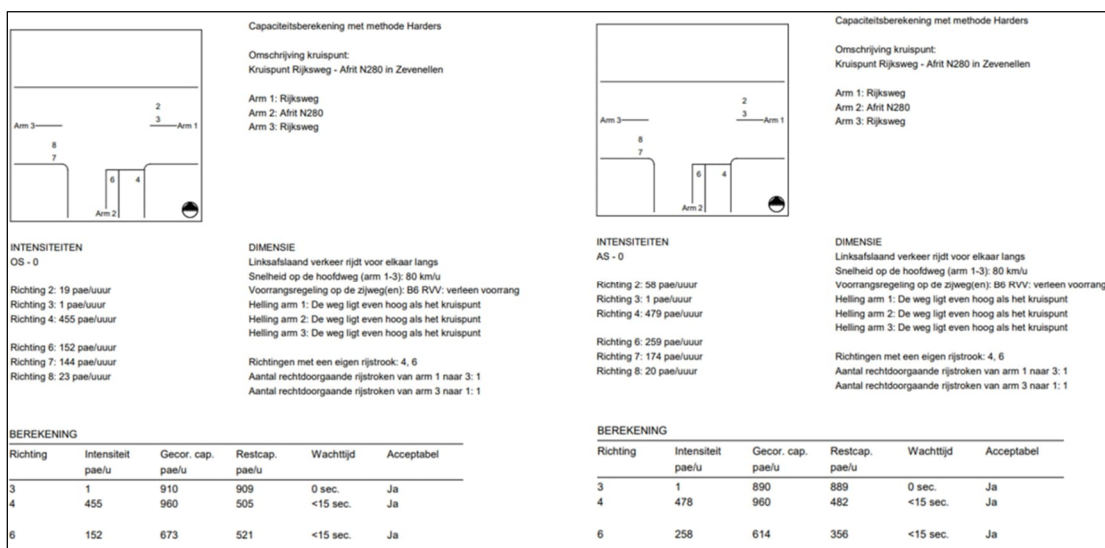 Capaciteitsberekening met methode Harders
Omschrijving kruispunt:
Kruispunt Rijksweg - Afrit N280 in Zevenellen
Arm 1: Rijksweg
Arm 2: Afrit N280
Arm 3: Rijksweg
2
3
Arm 3
Arm 1
8
7
6 4
Arm 2
INTENSITEITEN
OS - 0
Richting 2: 19 pae/uuur
Richting 3: 1 pae/uuur
Richting 4: 455 pae/uuur
Richting 6: 152 pae/uuur
Richting 7: 144 pae/uuur
Richting 8: 23 pae/uuur
DIMENSIE
Linksafslaand verkeer rijdt voor elkaar langs
Snelheid op de hoofdweg (arm 1-3): 80 km/u
Voorrangsregeling op de zijweg(en): B6 RVV: verleen voorrang
Helling arm 1: De weg ligt even hoog als het kruispunt
Helling arm 2: De weg ligt even hoog als het kruispunt
Helling arm 3: De weg ligt even hoog als het kruispunt
Richtingen met een eigen rijstrook: 4, 6
Aantal rechtdoorgaande rijstroken van arm 1 naar 3: 1
Aantal rechtdoorgaande rijstroken van arm 3 naar 1: 1
BEREKENING
Richting Intensiteit Gecor. cap. Restcap. Wachttijd Acceptabel
pae/u pae/u pae/u
3 1 910 909 0 sec. Ja
4 455 960 505 <15 sec. Ja
6 152 673 521 <15 sec. Ja
Capaciteitsberekening met methode Harders
Omschrijving kruispunt:
Kruispunt Rijksweg - Afrit N280 in Zevenellen
Arm 1: Rijksweg
Arm 2: Afrit N280
Arm 3: Rijksweg
2
3
Arm 3
Arm 1
8
7
6 4
Arm 2
INTENSITEITEN
AS - 0
Richting 2: 58 pae/uuur
Richting 3: 1 pae/uuur
Richting 4: 479 pae/uuur
Richting 6: 259 pae/uuur
Richting 7: 174 pae/uuur
Richting 8: 20 pae/uuur
DIMENSIE
Linksafslaand verkeer rijdt voor elkaar langs
Snelheid op de hoofdweg (arm 1-3): 80 km/u
Voorrangsregeling op de zijweg(en): B6 RVV: verleen voorrang
Helling arm 1: De weg ligt even hoog als het kruispunt
Helling arm 2: De weg ligt even hoog als het kruispunt
Helling arm 3: De weg ligt even hoog als het kruispunt
Richtingen met een eigen rijstrook: 4, 6
Aantal rechtdoorgaande rijstroken van arm 1 naar 3: 1
Aantal rechtdoorgaande rijstroken van arm 3 naar 1: 1
BEREKENING
Richting Intensiteit Gecor. cap. Restcap. Wachttijd Acceptabel
pae/u pae/u pae/u
3 1 890 889 0 sec. Ja
4 478 960 482 <15 sec. Ja
6 258 614 356 <15 sec. Ja